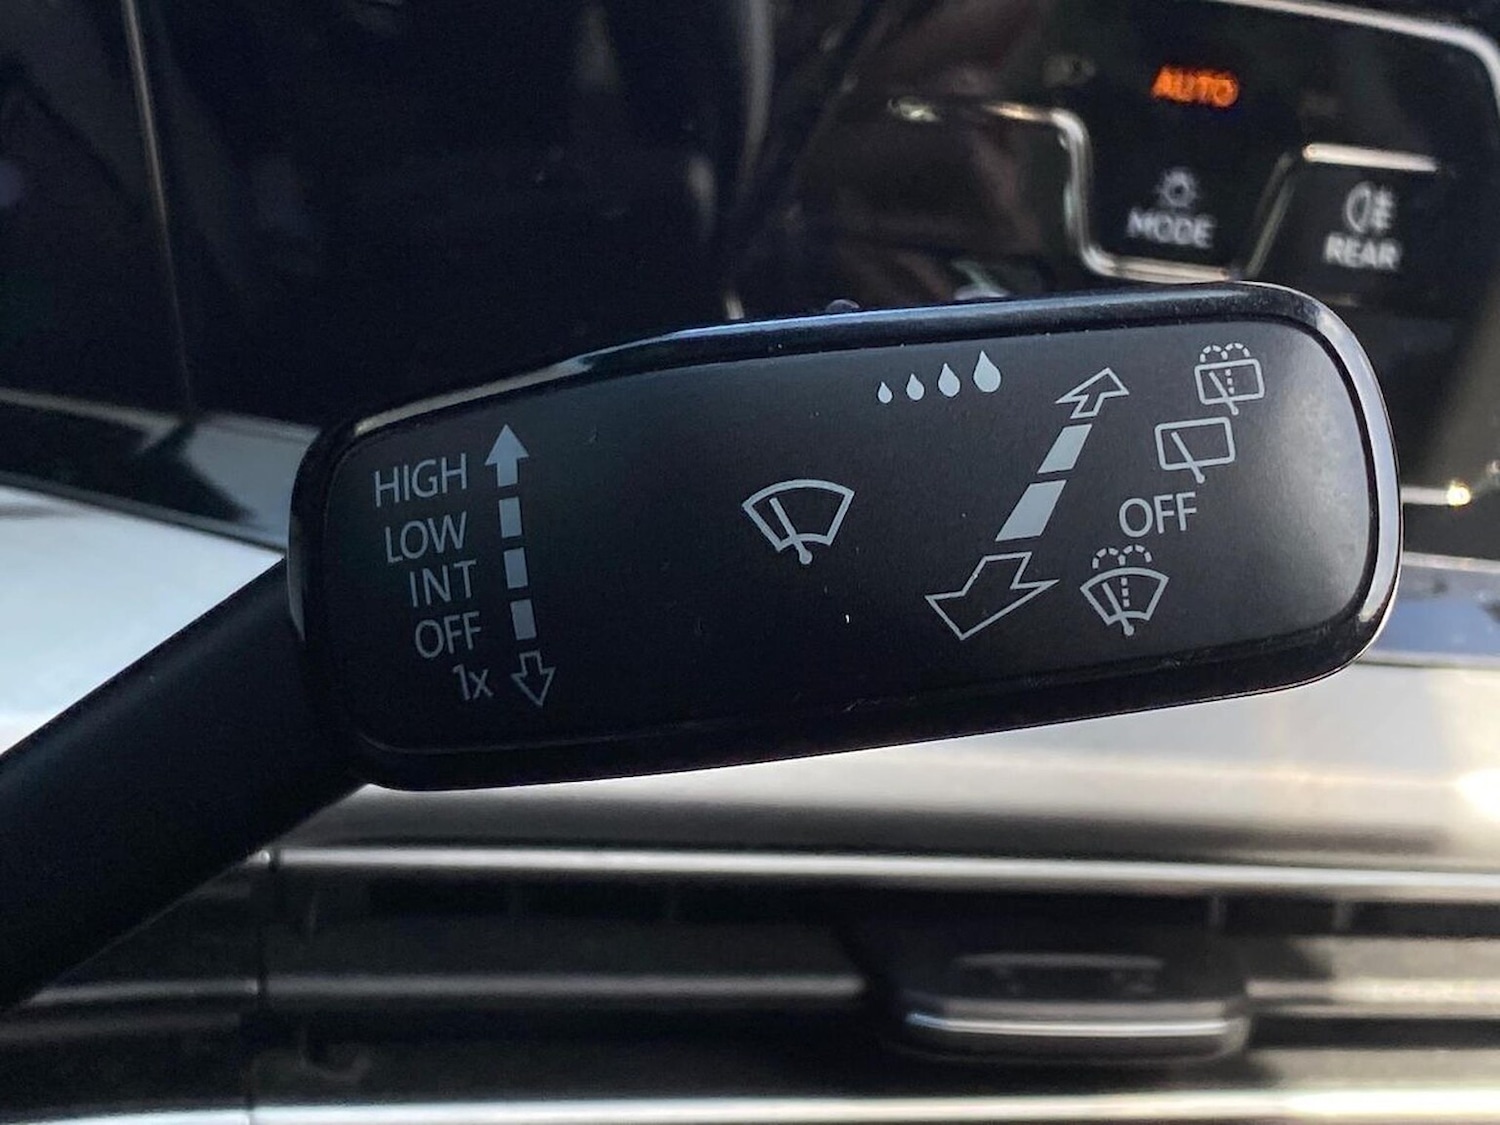 AUTO
MODE
REAR
HIGH
LOW
INT
OFF
1x
OFF